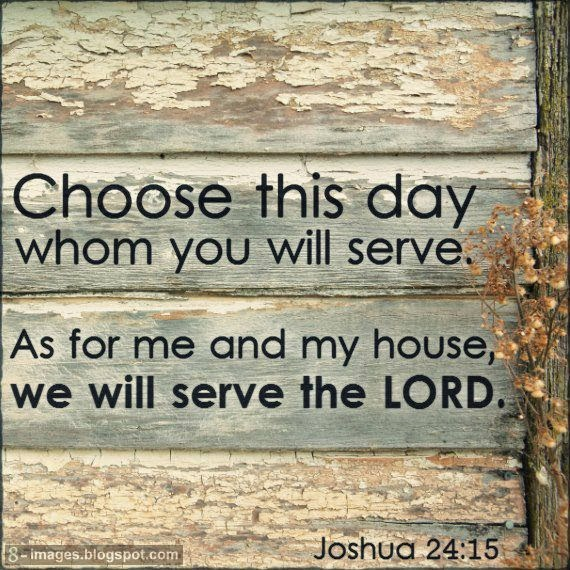 Choose this day
whom you will serve.
As for me and my house,
we will serve the LORD.
Joshua 24:15
8-images.blogspot.com